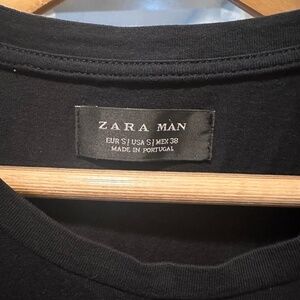 ZARA MAN
EUR S | USA S | MEX 38
MADE IN PORTUGAL